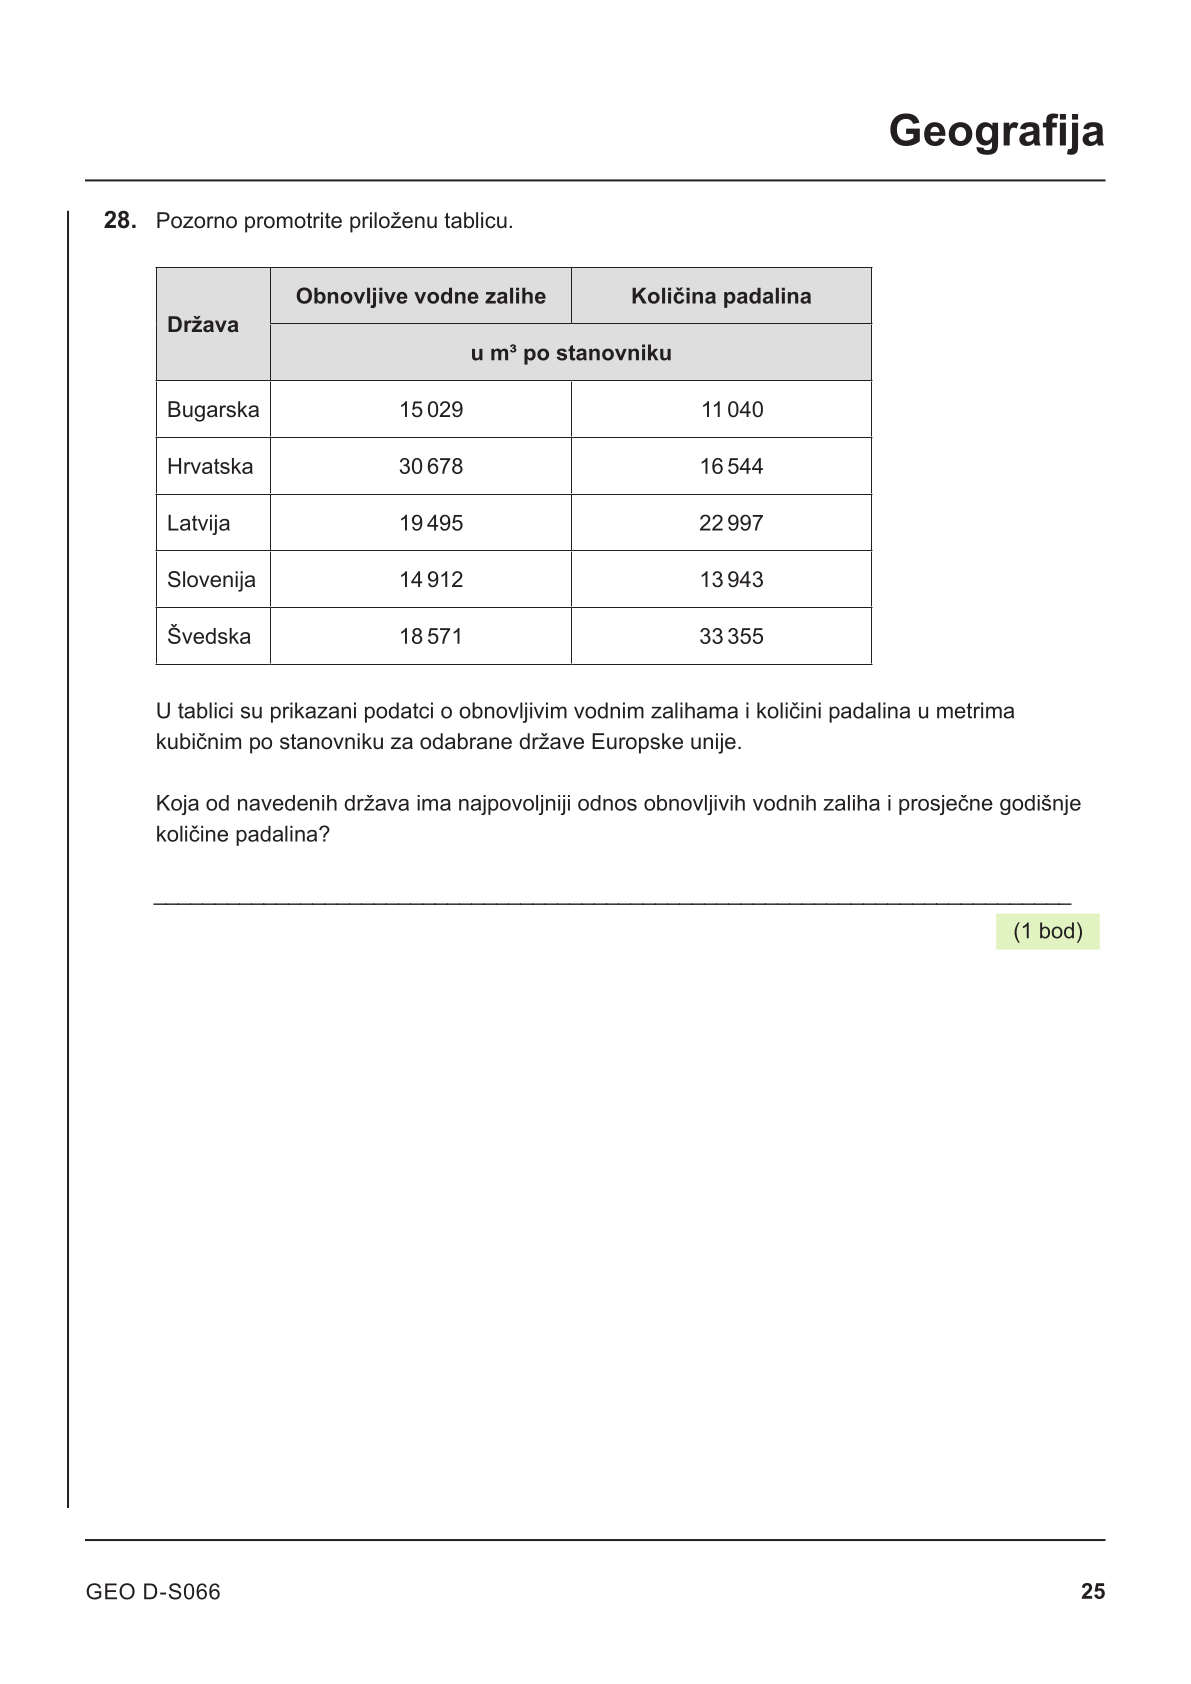 Geografija
28. Pozorno promotrite priloženu tablicu.
Država
Obnovljive vodne zalihe Količina padalina
u m³ po stanovniku
Bugarska 15 029 11 040
Hrvatska 30 678 16 544
Latvija 19 495 22 997
Slovenija 14 912 13 943
Švedska 18 571 33 355
U tablici su prikazani podatci o obnovljivim vodnim zalihama i količini padalina u metrima
kubičnim po stanovniku za odabrane države Europske unije.
Koja od navedenih država ima najpovoljniji odnos obnovljivih vodnih zaliha i prosječne godišnje
količine padalina?
(1 bod)
GEO D-S066 25